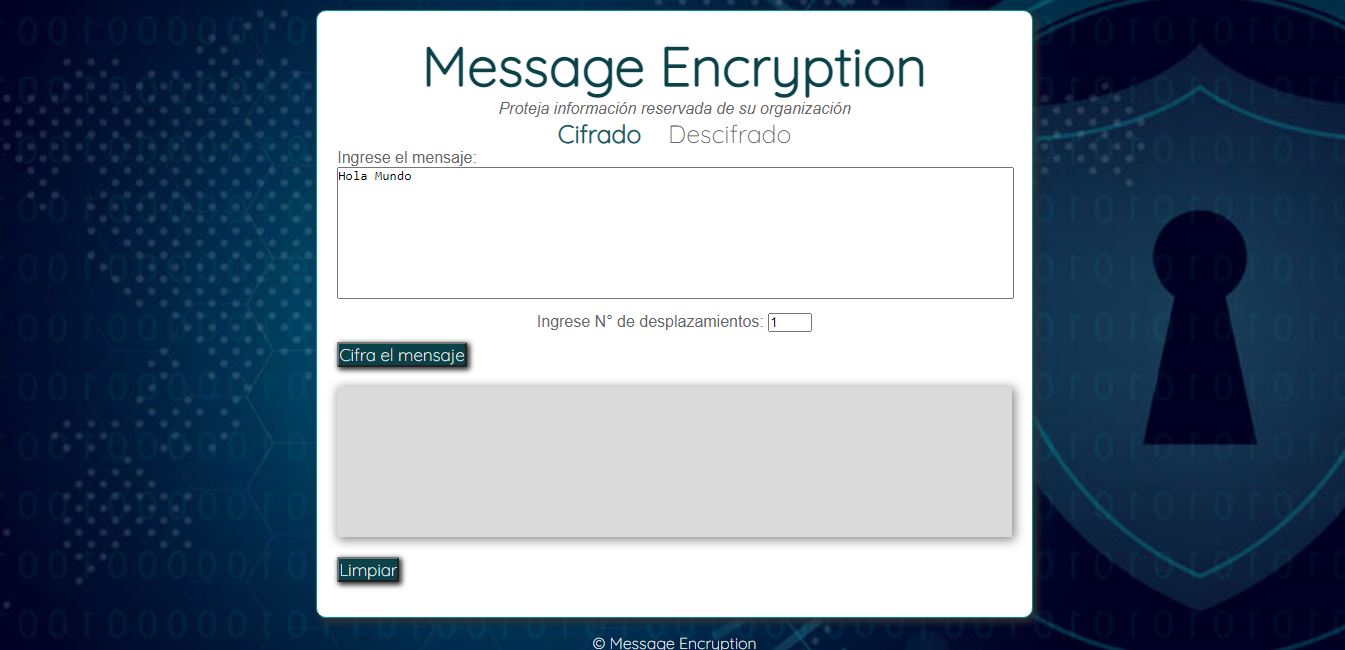 Message Encryption
Proteja información reservada de su organización
Cifrado Descifrado
Ingrese el mensaje:
Hola Mundo
Ingrese N° de desplazamientos: 1
Cifra el mensaje
Limpiar
© Message Encryption